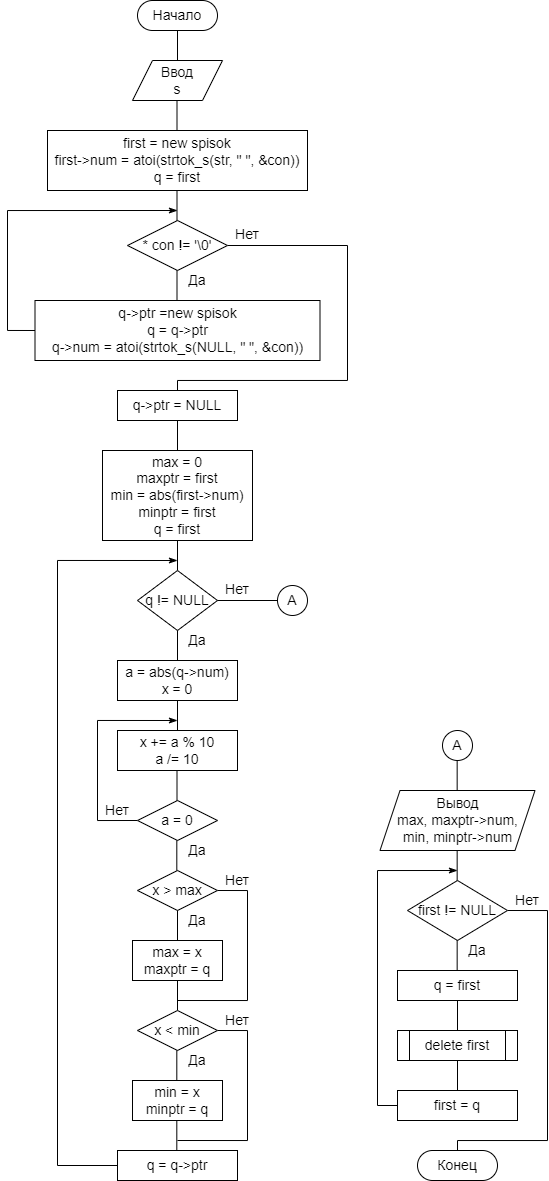 Начало
Ввод
s
first = new spisok
first->num = atoi(strtok_s(str, " ", &con))
q = first
* con != '\0'
Нет
Да
q->ptr =new spisok
q = q->ptr
q->num = atoi(strtok_s(NULL, " ", &con))
q->ptr = NULL
max = 0
maxptr = first
min = abs(first->num)
minptr = first
q = first
q != NULL
Нет
A
Да
a = abs(q->num)
x = 0
x += a % 10
a /= 10
a = 0
Нет
Да
x > max
Нет
Да
max = x
maxptr = q
x < min
Нет
Да
min = x
minptr = q
q = q->ptr
A
Вывод
max, maxptr->num,
min, minptr->num
first != NULL
Нет
Да
q = first
delete first
first = q
Конец